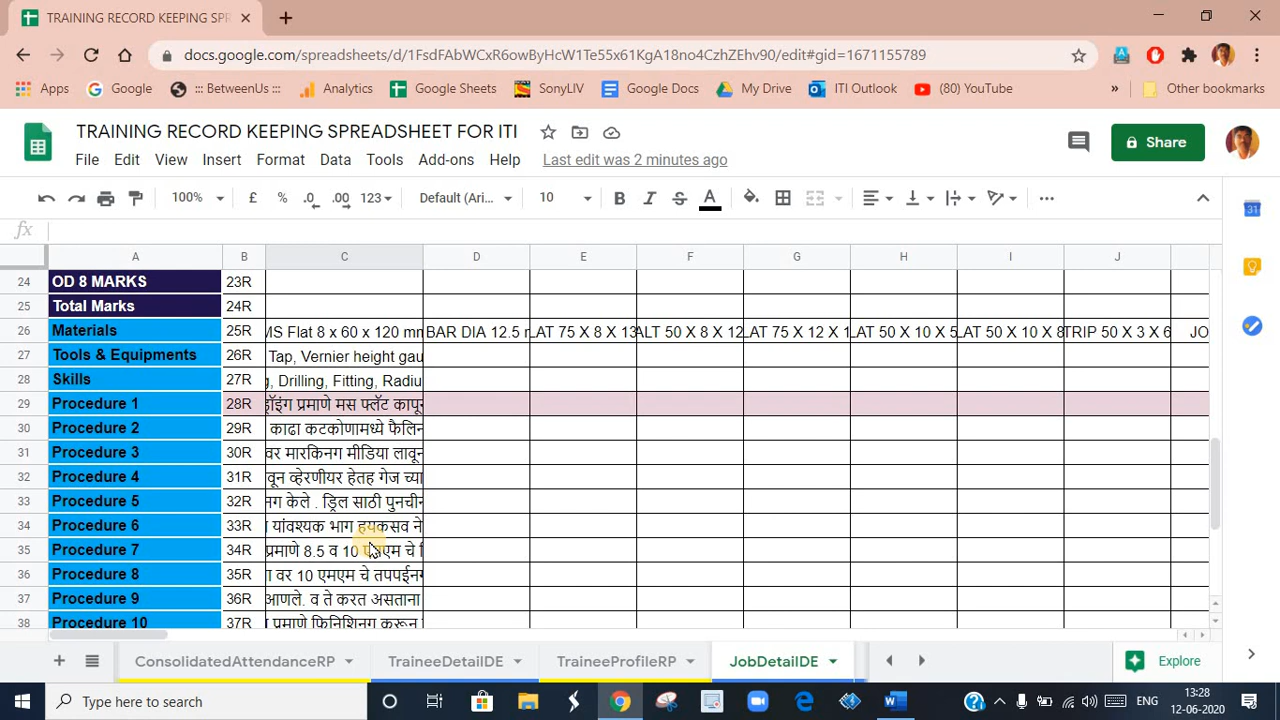 TRAINING RECORD KEEPING SPR
docs.google.com/spreadsheets/d/1FsdFAbWCxR6owByHcW1Te55x61KgA18no4CzhZEhv90/edit#gid=1671155789
Apps Google ::: BetweenUs : Analytics Google Sheets SonyLIV Google Docs My Drive ITI Outlook (80) YouTube » Other bookmarks
TRAINING RECORD KEEPING SPREADSHEET FOR ITI
Share
File Edit View Insert Format Data Tools Add-ons Help Last edit was 2 minutes ago
100% £ % .0 .00 123 Default (Ari... 10 B I S A ...
31
fx
A B C D E F G H I J
24 OD 8 MARKS 23R
25 Total Marks 24R
26 Materials 25R MS Flat 8 x 60 x 120 mm BAR DIA 12.5 r LAT 75 X 8 X 13 ALT 50 X 8 X 12 LAT 75 X 12 X 1 LAT 50 X 10 X 5 LAT 50 X 10 X 8 TRIP 50 X 3 X 6 JO
27 Tools & Equipments 26R Tap, Vernier height gau
28 Skills 27R g, Drilling, Fitting, Radiu
29 Procedure 1 28R ड्रॉइंग प्रमाणे मस फ्लॅट कापून
30 Procedure 2 29R काढा कटकोणामध्ये फैलिन
31 Procedure 3 30R वर मारकिनग मीडिया लावून
32 Procedure 4 31R वून व्हेरणीयर हेतह गेज च्या
33 Procedure 5 32R नग केले . ड्रिल साठी पुनचीन
34 Procedure 6 33R यांवश्यक भाग हयकसव ने
35 Procedure 7 34R प्रमाणे 8.5 व 10 एमएम चे
36 Procedure 8 35R वर 10 एमएम चे तपपईनग
37 Procedure 9 36R आणले. व ते करत असताना
38 Procedure 10 37R प्रमाणे फिनिशिनग करून
ConsolidatedAttendanceRP TraineeDetailDE TraineeProfileRP JobDetailDE Explore
Type here to search
ENG
13:28
12-06-2020